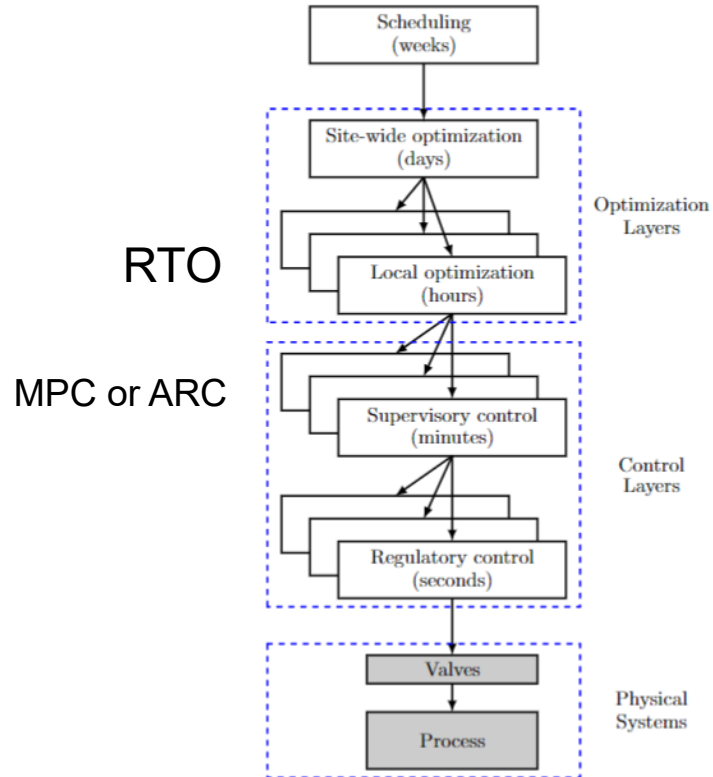 Scheduling
(weeks)
Site-wide optimization
(days)
Optimization
Layers
RTO
Local optimization
(hours)
MPC or ARC
Supervisory control
(minutes)
Control
Layers
Regulatory control
(seconds)
Valves
Physical
Systems
Process